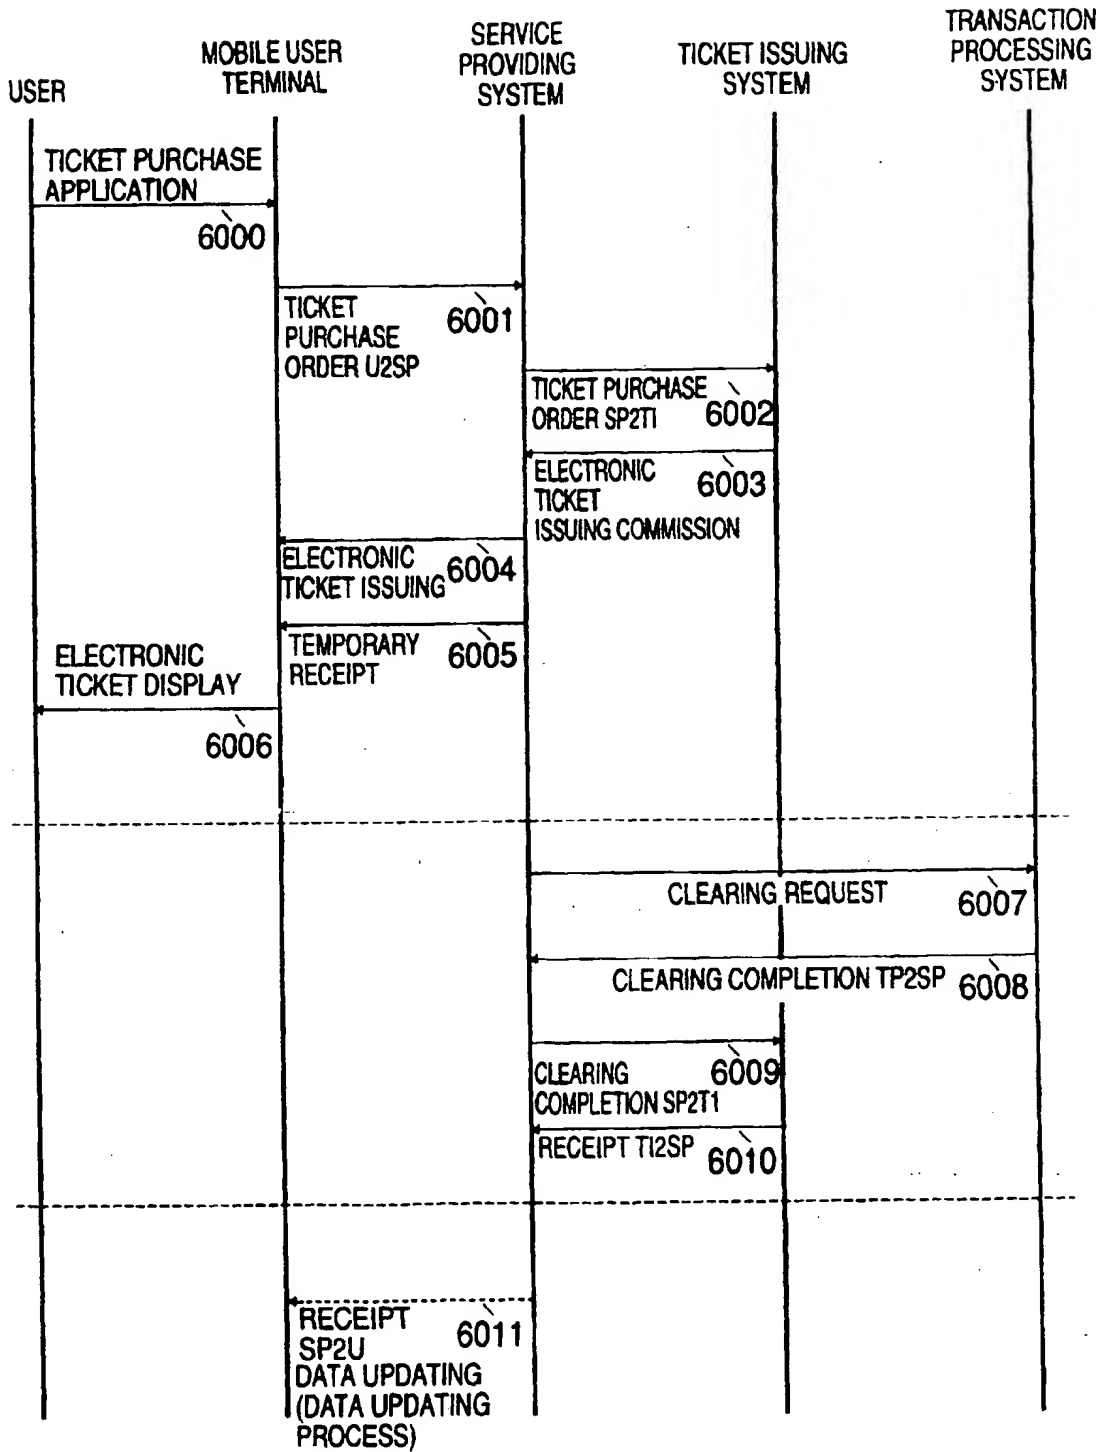 USER
MOBILE USER
TERMINAL
SERVICE
PROVIDING
SYSTEM
TICKET ISSUING
SYSTEM
TRANSACTION
PROCESSING
SYSTEM
TICKET PURCHASE
APPLICATION
6000
TICKET
PURCHASE
ORDER U2SP
6001
TICKET PURCHASE
ORDER SP2TI
6002
ELECTRONIC
TICKET
ISSUING COMMISSION
6003
ELECTRONIC
TICKET ISSUING
6004
TEMPORARY
RECEIPT
6005
ELECTRONIC
TICKET DISPLAY
6006
CLEARING REQUEST
6007
CLEARING COMPLETION TP2SP
6008
CLEARING
COMPLETION SP2T1
6009
RECEIPT TI2SP
6010
RECEIPT
SP2U
6011
DATA UPDATING
(DATA UPDATING
PROCESS)